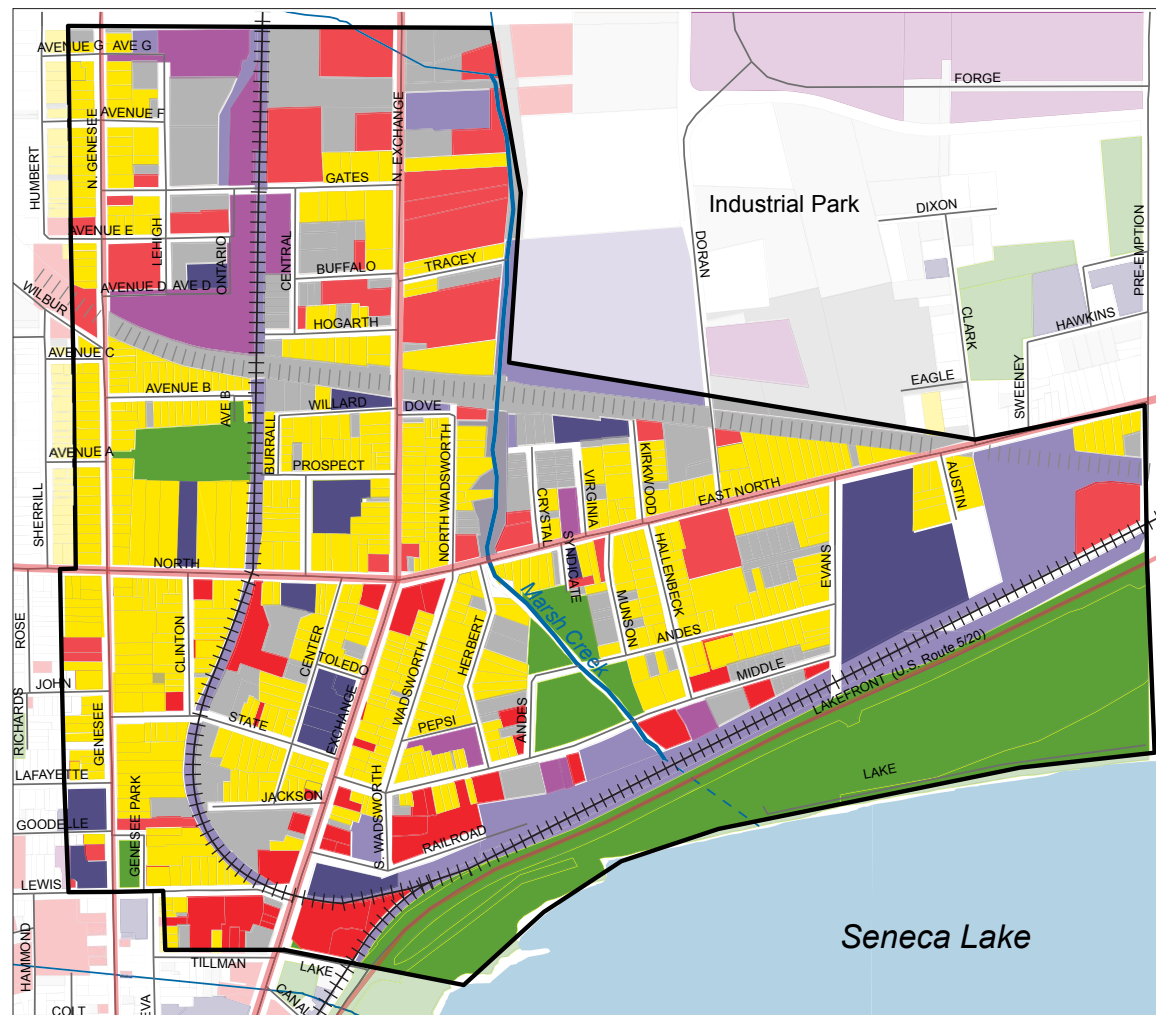 AVENUE G
AVE G
FORGE
AVENUE F
N. GENESEE
N. EXCHANGE
HUMBERT
GATES
Industrial Park
DIXON
LEHIGH
ONTARIO
CENTRAL
AVENUE E
DORAN
PRE-EMPTION
BUFFALO
TRACEY
AVENUE D
AVE D
WILBUR
HOGARTH
CLARK
HAWKINS
AVENUE C
SWEENEY
EAGLE
AVENUE B
AVE B
WILLARD
DOVE
BURRALL
AVENUE A
PROSPECT
NORTH WADSWORTH
KIRKWOOD
VIRGINIA
CRYSTAL
EAST NORTH
AUSTIN
SHERRILL
SYNDICATE
NORTH
HALLENBECK
EVANS
MUNSON
Marsh Creek
ROSE
CLINTON
CENTER
TOLEDO
WADSWORTH
HERBERT
ANDES
MIDDLE
JOHN
RICHARDS
GENESEE
STATE
EXCHANGE
PEPSI
ANDES
LAKEFRONT (U.S. Route 5/20)
LAFAYETTE
LAKE
JACKSON
GOODELLE
GENESEE PARK
S. WADSWORTH
RAILROAD
LEWIS
HAMMOND
Seneca Lake
TILLMAN
LAKE
CANAL
COLT
EVA